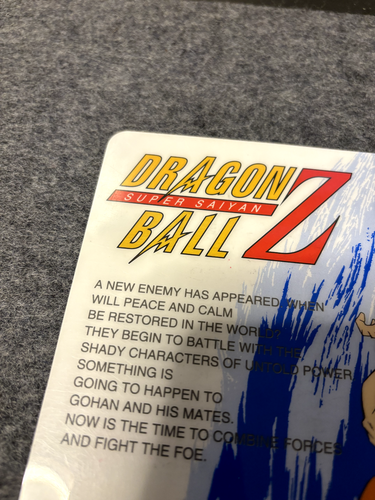 DRAGON
SUPER SAIYAN
BALL Z
A NEW ENEMY HAS APPEARED, WHEN
WILL PEACE AND CALM
BE RESTORED IN THE WORLD?
THEY BEGIN TO BATTLE WITH THE
SHADY CHARACTERS OF UNTOLD POWER
SOMETHING IS
GOING TO HAPPEN TO
GOHAN AND HIS MATES.
NOW IS THE TIME TO COMBINE FORCES
AND FIGHT THE FOE.